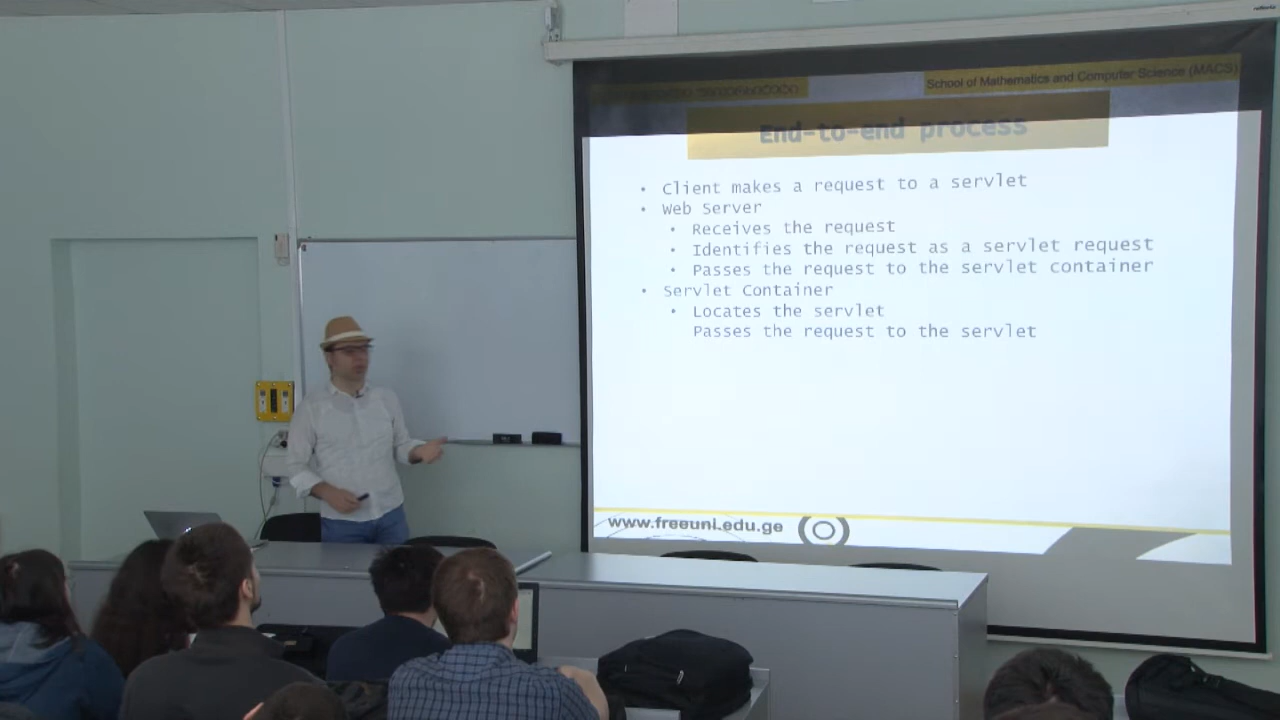 School of Mathematics and Computer Science (MACS)
End-to-end process
• Client makes a request to a servlet
• Web Server
• Receives the request
• Identifies the request as a servlet request
• Passes the request to the servlet container
• Servlet Container
• Locates the servlet
Passes the request to the servlet
www.freeuni.edu.ge